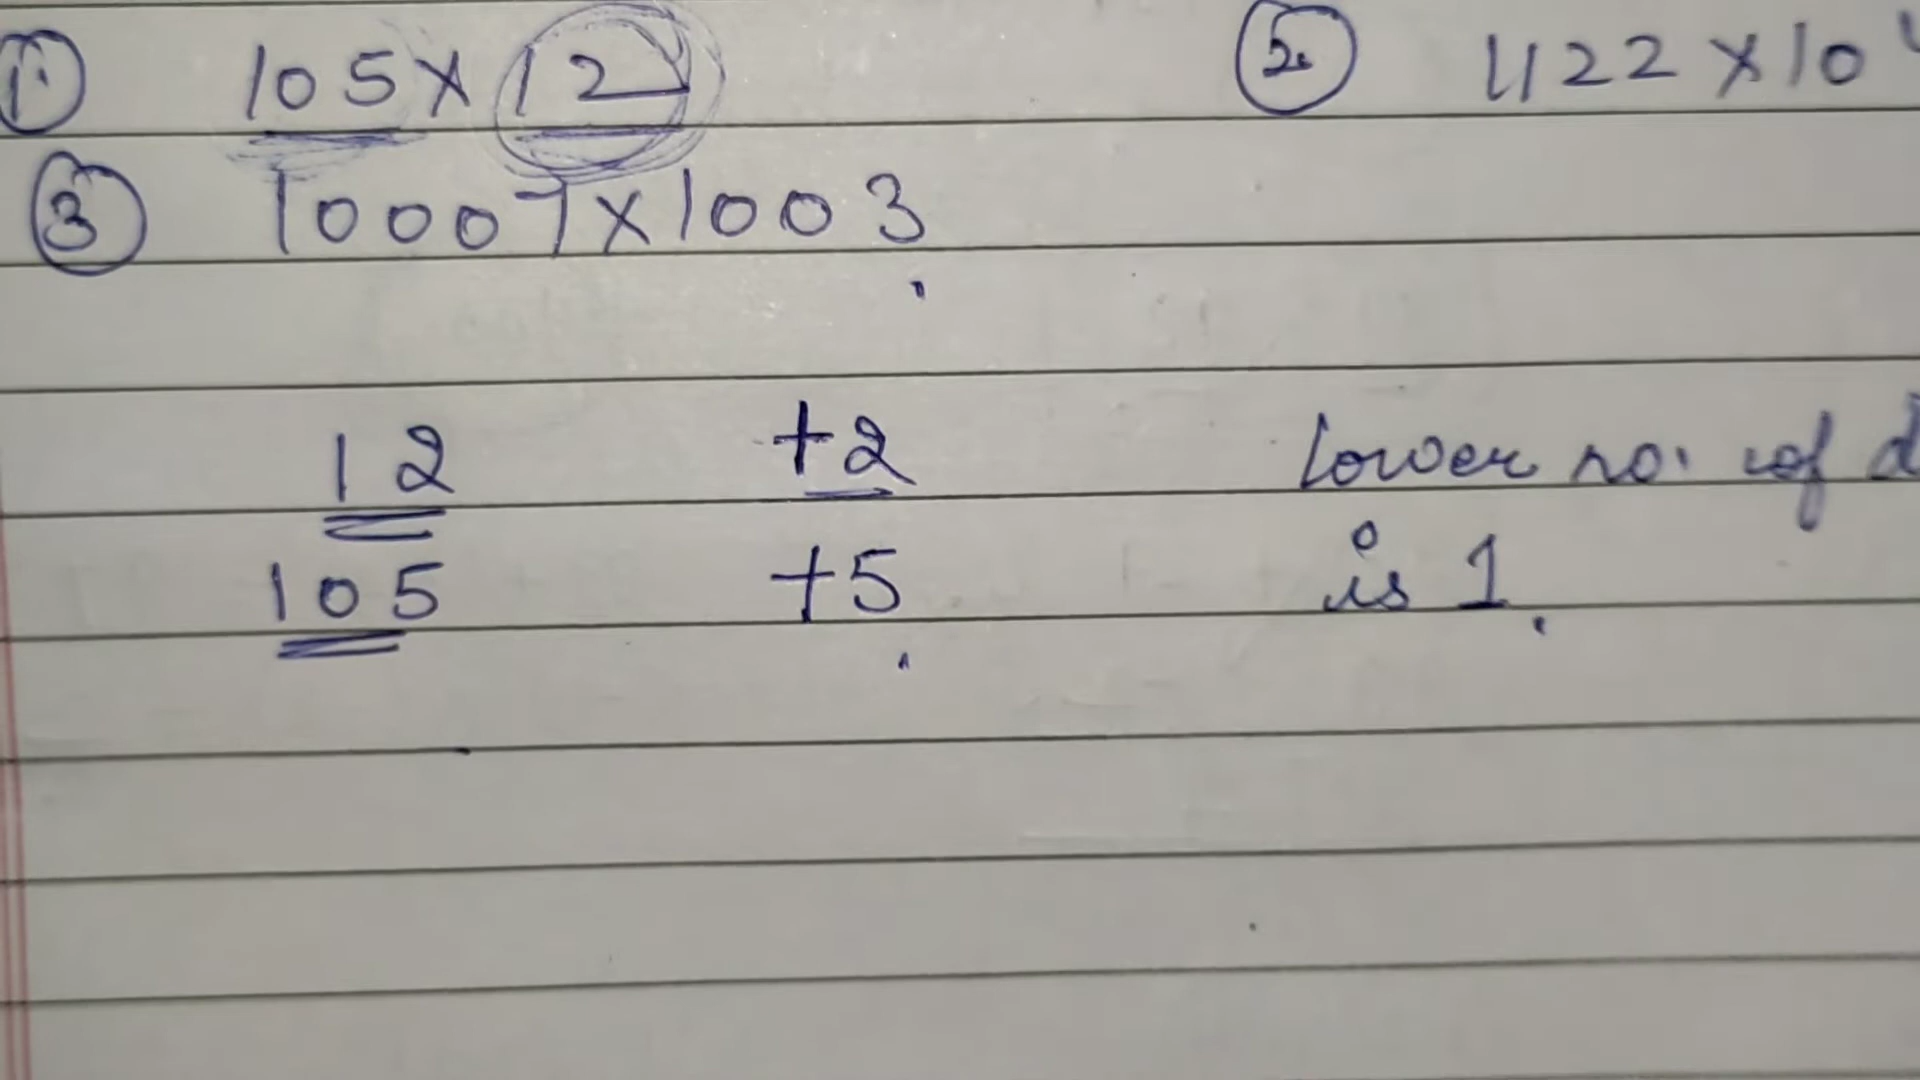 1. 105 × 12
2. 1122 × 10
3 10007 × 1003
12 +2 lower no. of
105 +5 is 1.